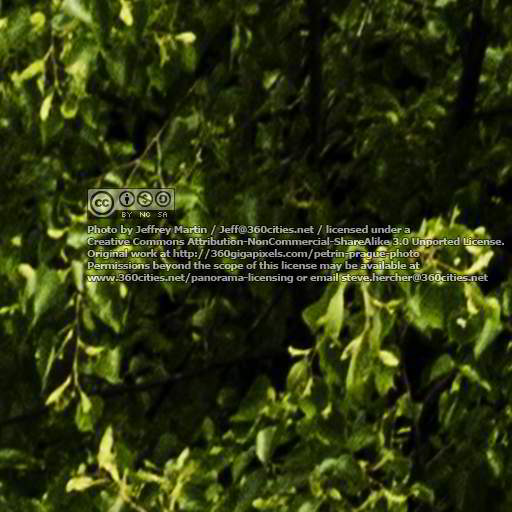 cc
BY NC SA
Photo by Jeffrey Martin / Jeff@360cities.net / licensed under a
Creative Commons Attribution-NonCommercial-ShareAlike 3.0 Unported License.
Original work at http://360gigapixels.com/petrin-prague-photo
Permissions beyond the scope of this license may be available at
www.360cities.net/panorama-licensing or email steve.hercher@360cities.net